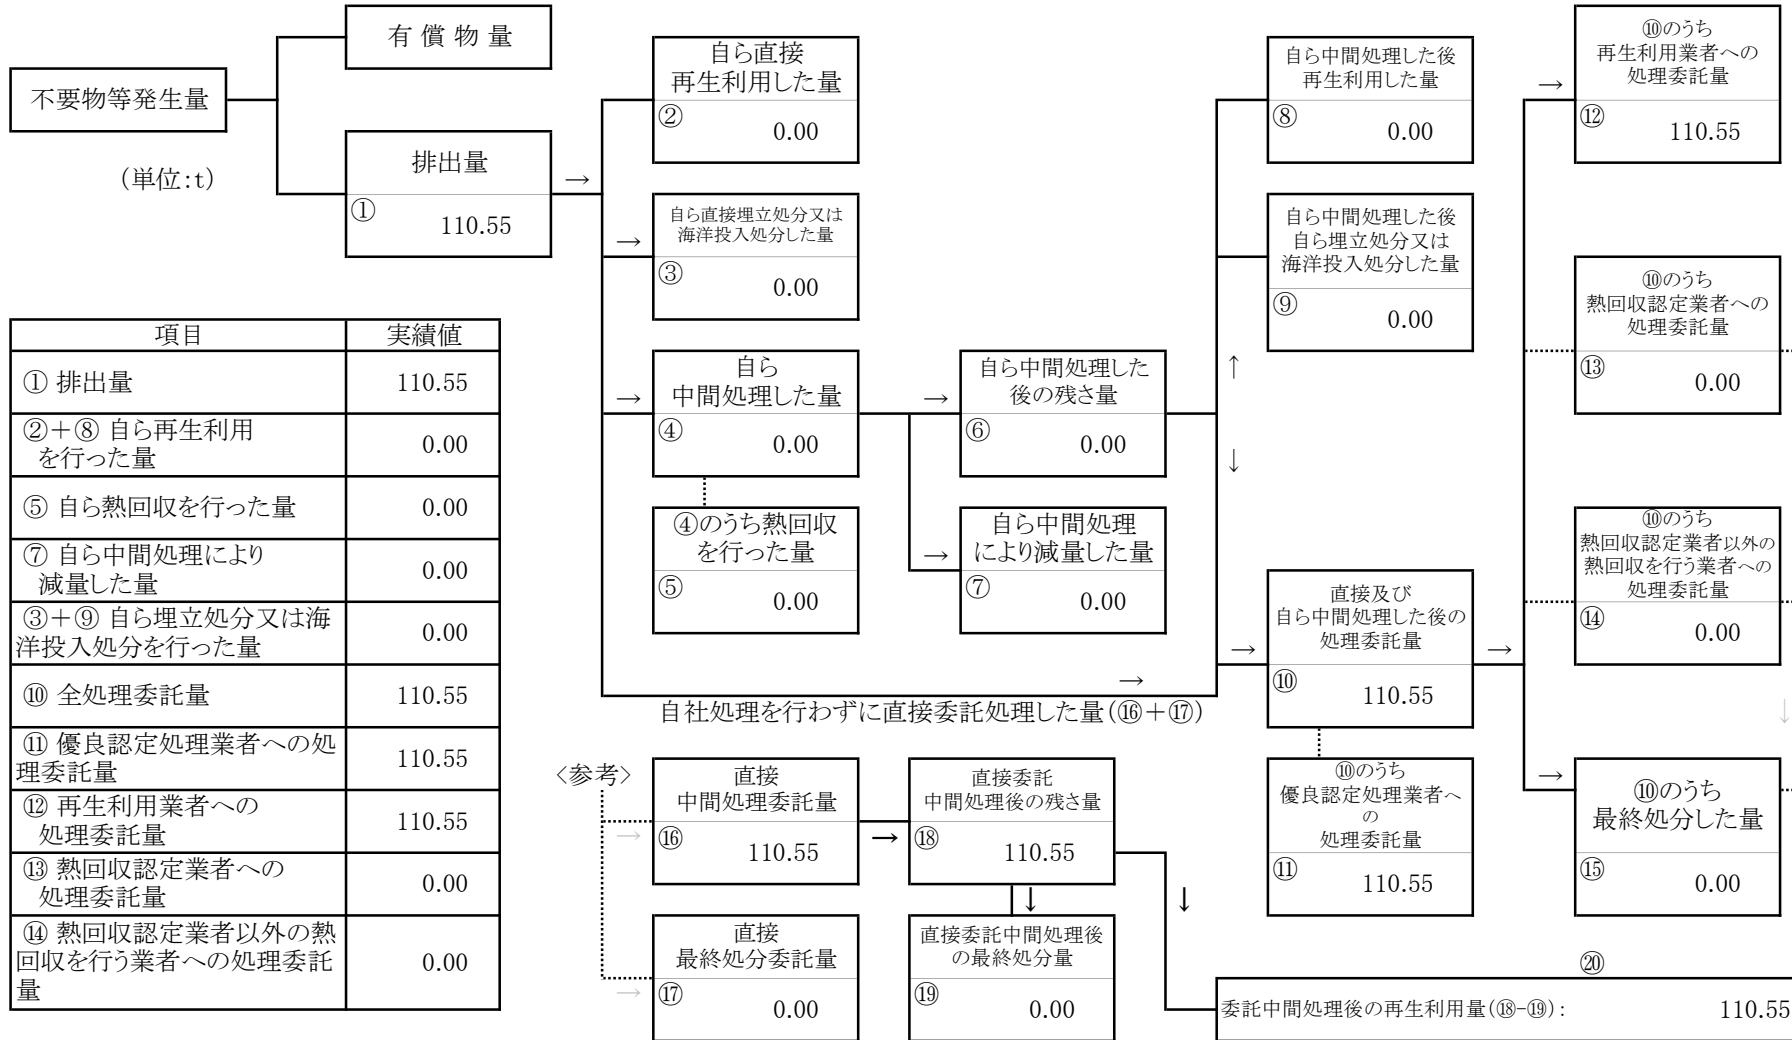 有 償 物 量
不要物等発生量
(単位:t)
排出量
①
110.55
→
自ら直接
再生利用した量
②
0.00
→
自ら直接埋立処分又は
海洋投入処分した量
③
0.00
→
自ら
中間処理した量
④
0.00
④のうち熱回収
を行った量
⑤
0.00
→
自ら中間処理した
後の残さ量
⑥
0.00
→
自ら中間処理
により減量した量
⑦
0.00
自ら中間処理した後
再生利用した量
⑧
0.00
自ら中間処理した後
自ら埋立処分又は
海洋投入処分した量
⑨
0.00
↑
↓
→
自社処理を行わずに直接委託処理した量(⑯+⑰)
→
直接及び
自ら中間処理した後の
処理委託量
⑩
110.55
⑩のうち
優良認定処理業者へ
の
処理委託量
⑪
110.55
→
→
⑩のうち
再生利用業者への
処理委託量
⑫
110.55
⑩のうち
熱回収認定業者への
処理委託量
⑬
0.00
⑩のうち
熱回収認定業者以外の
熱回収を行う業者への
処理委託量
⑭
0.00
↓
→
⑩のうち
最終処分した量
⑮
0.00
項目 実績値
① 排出量 110.55
②+⑧ 自ら再生利用
を行った量 0.00
⑤ 自ら熱回収を行った量 0.00
⑦ 自ら中間処理により
減量した量 0.00
③+⑨ 自ら埋立処分又は海
洋投入処分を行った量 0.00
⑩ 全処理委託量 110.55
⑪ 優良認定処理業者への処
理委託量 110.55
⑫ 再生利用業者への
処理委託量 110.55
⑬ 熱回収認定業者への
処理委託量 0.00
⑭ 熱回収認定業者以外の熱
回収を行う業者への処理委託
量 0.00
〈参考〉
→
直接
中間処理委託量
⑯
110.55
→
直接委託
中間処理後の残さ量
⑱
110.55
↓
↓
→
直接
最終処分委託量
⑰
0.00
直接委託中間処理後
の最終処分量
⑲
0.00
⑳
委託中間処理後の再生利用量(⑱-⑲): 110.55